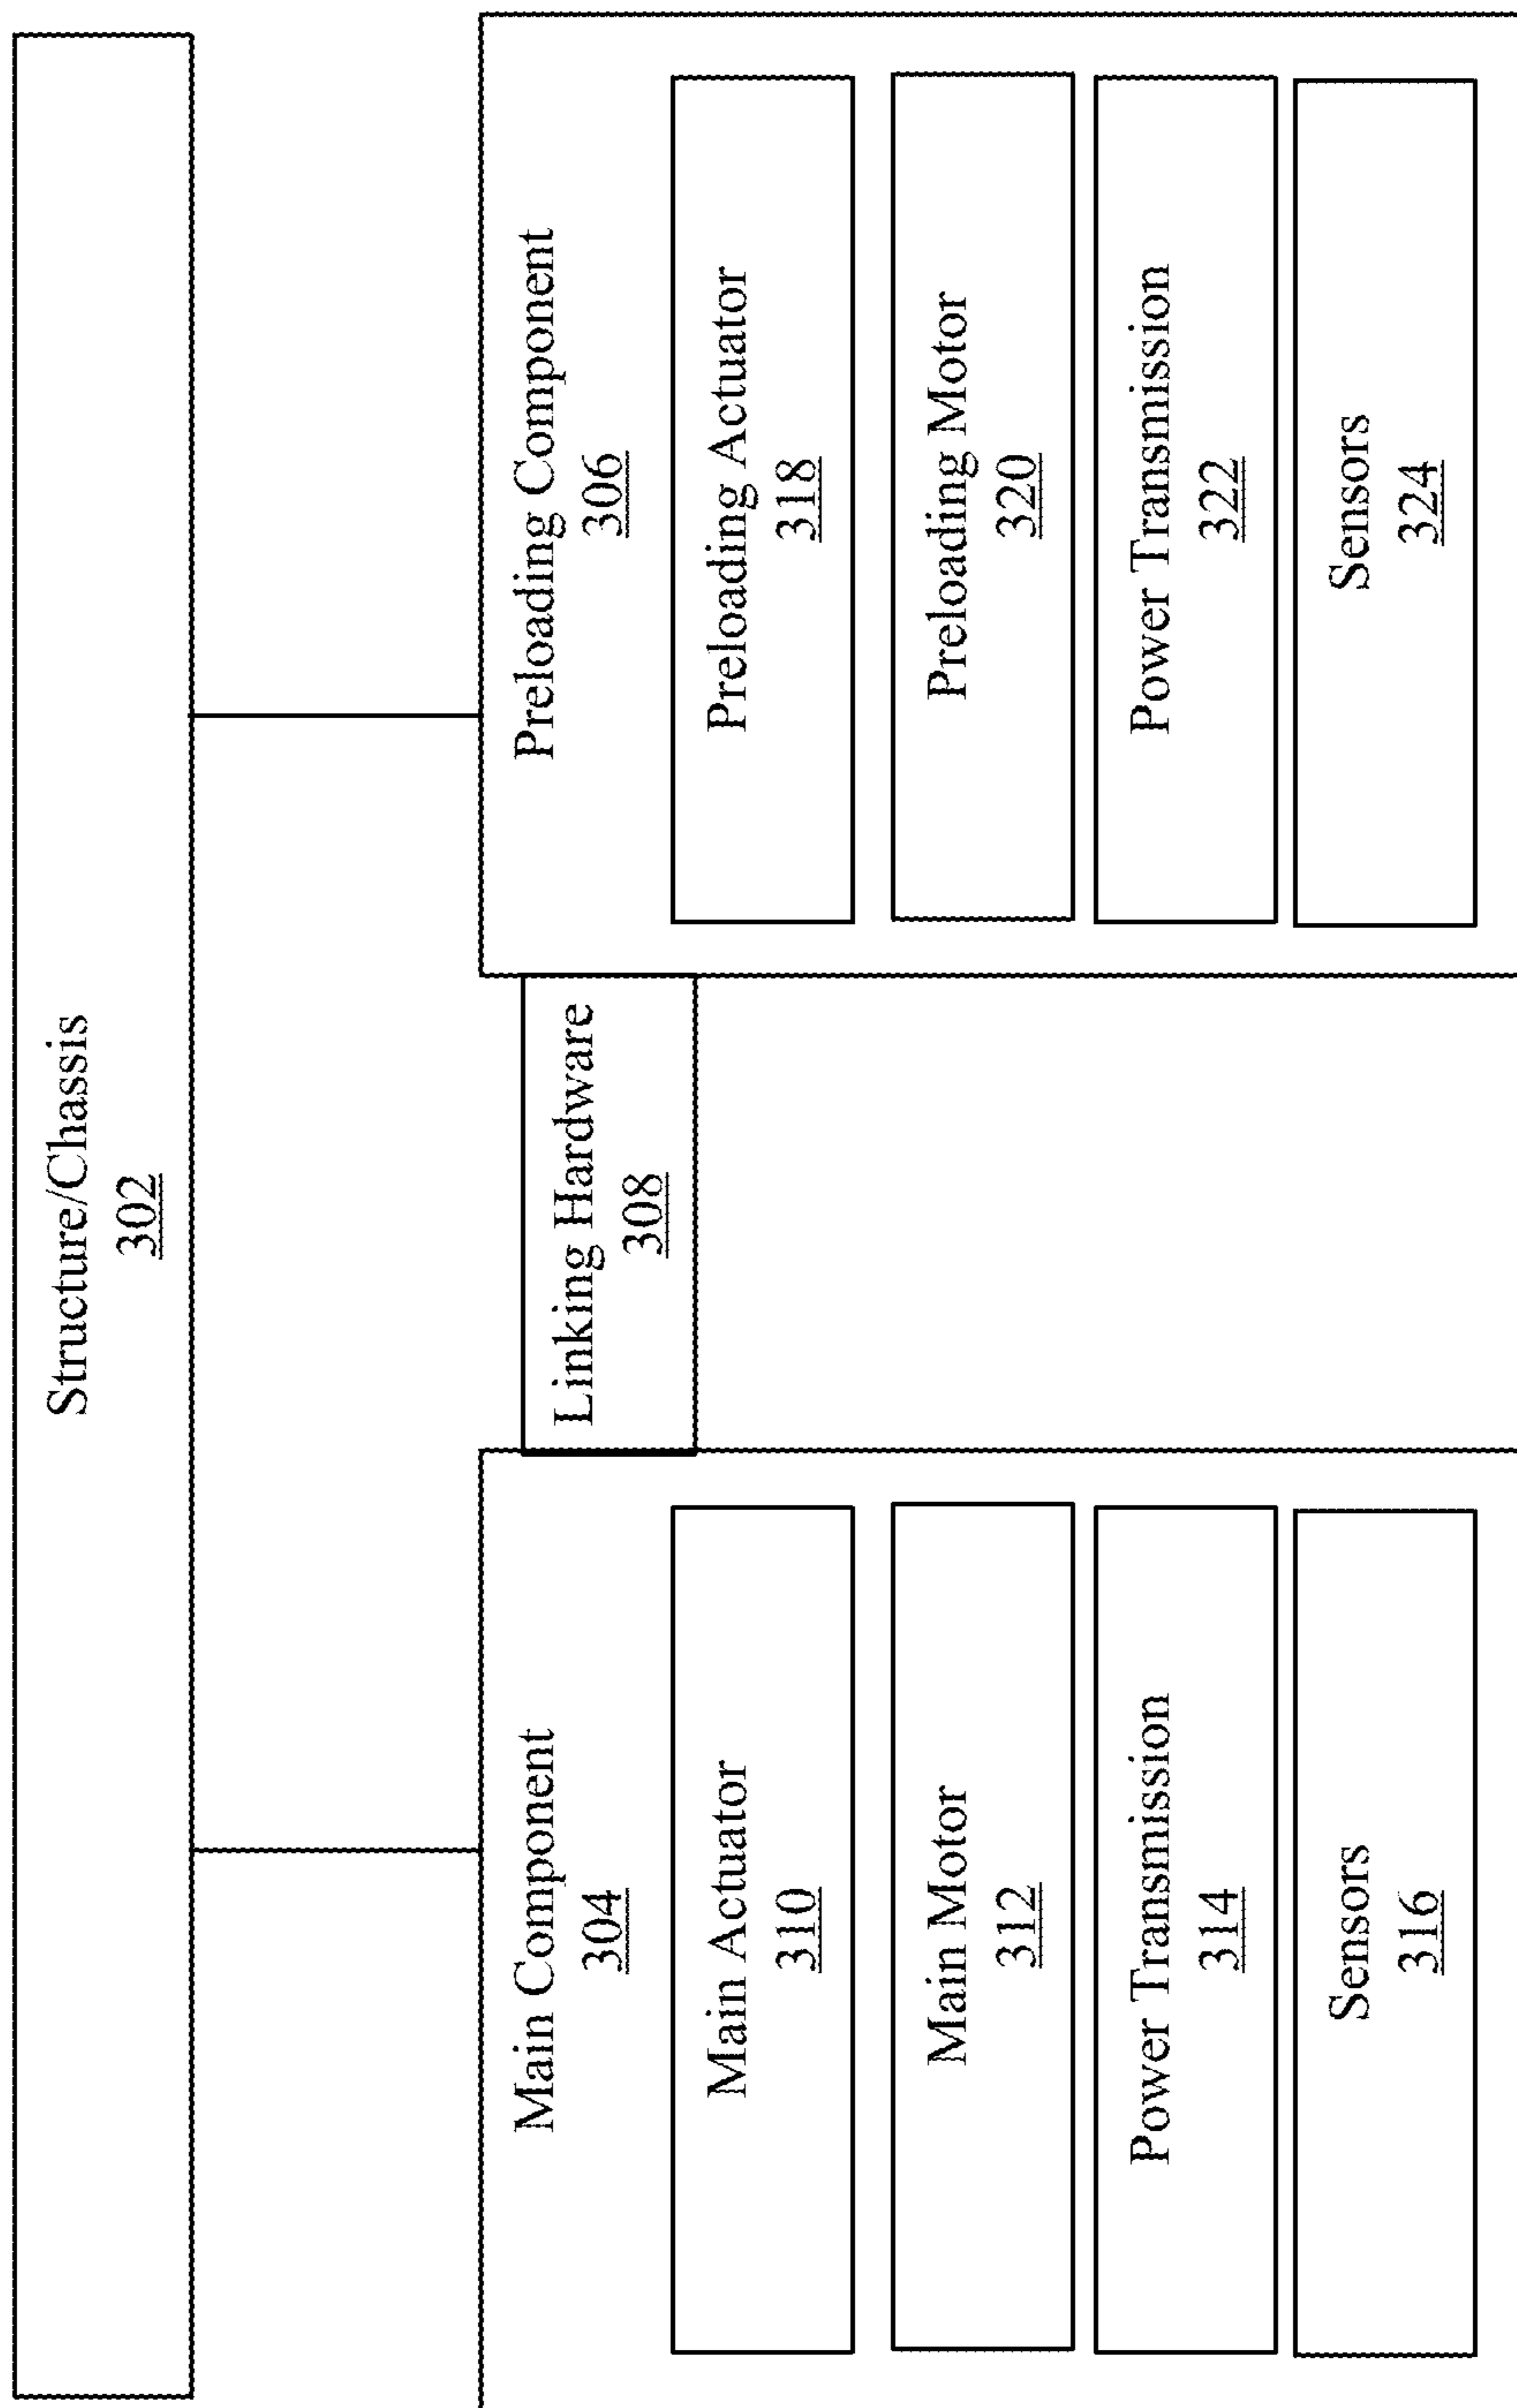 Structure/Chassis
302
Main Component
304
Main Actuator
310
Main Motor
312
Power Transmission
314
Sensors
316
Linking Hardware
308
Preloading Component
306
Preloading Actuator
318
Preloading Motor
320
Power Transmission
322
Sensors
324